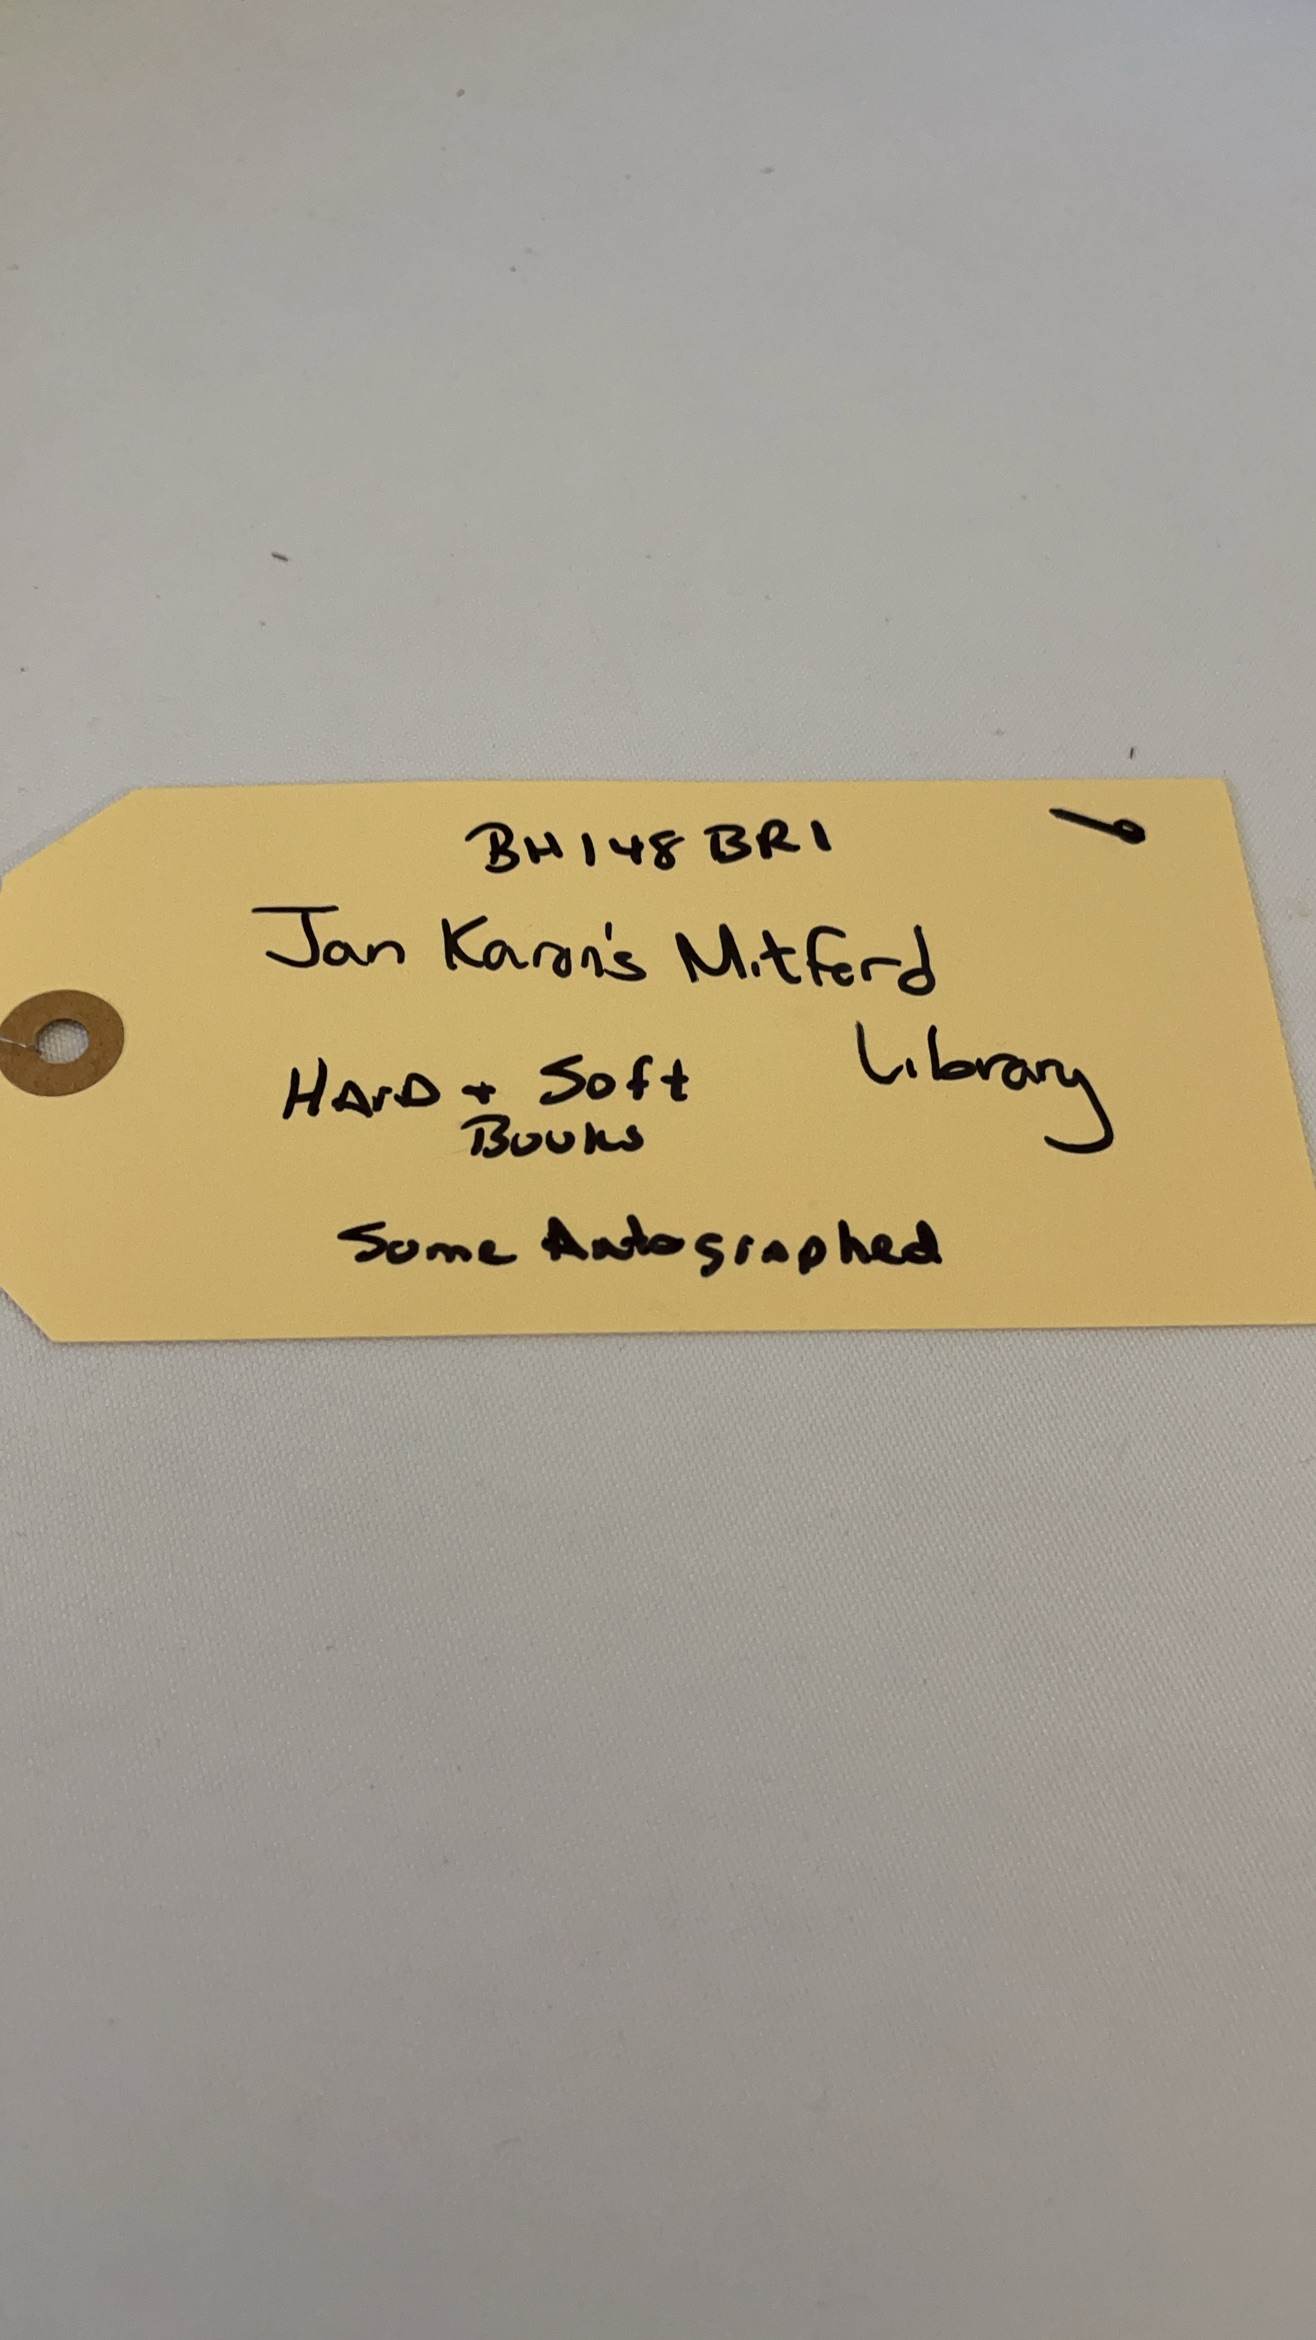 BH148BR1
Jan Karon's Mitford
Library
HArD + Soft
Books
Some Autographed